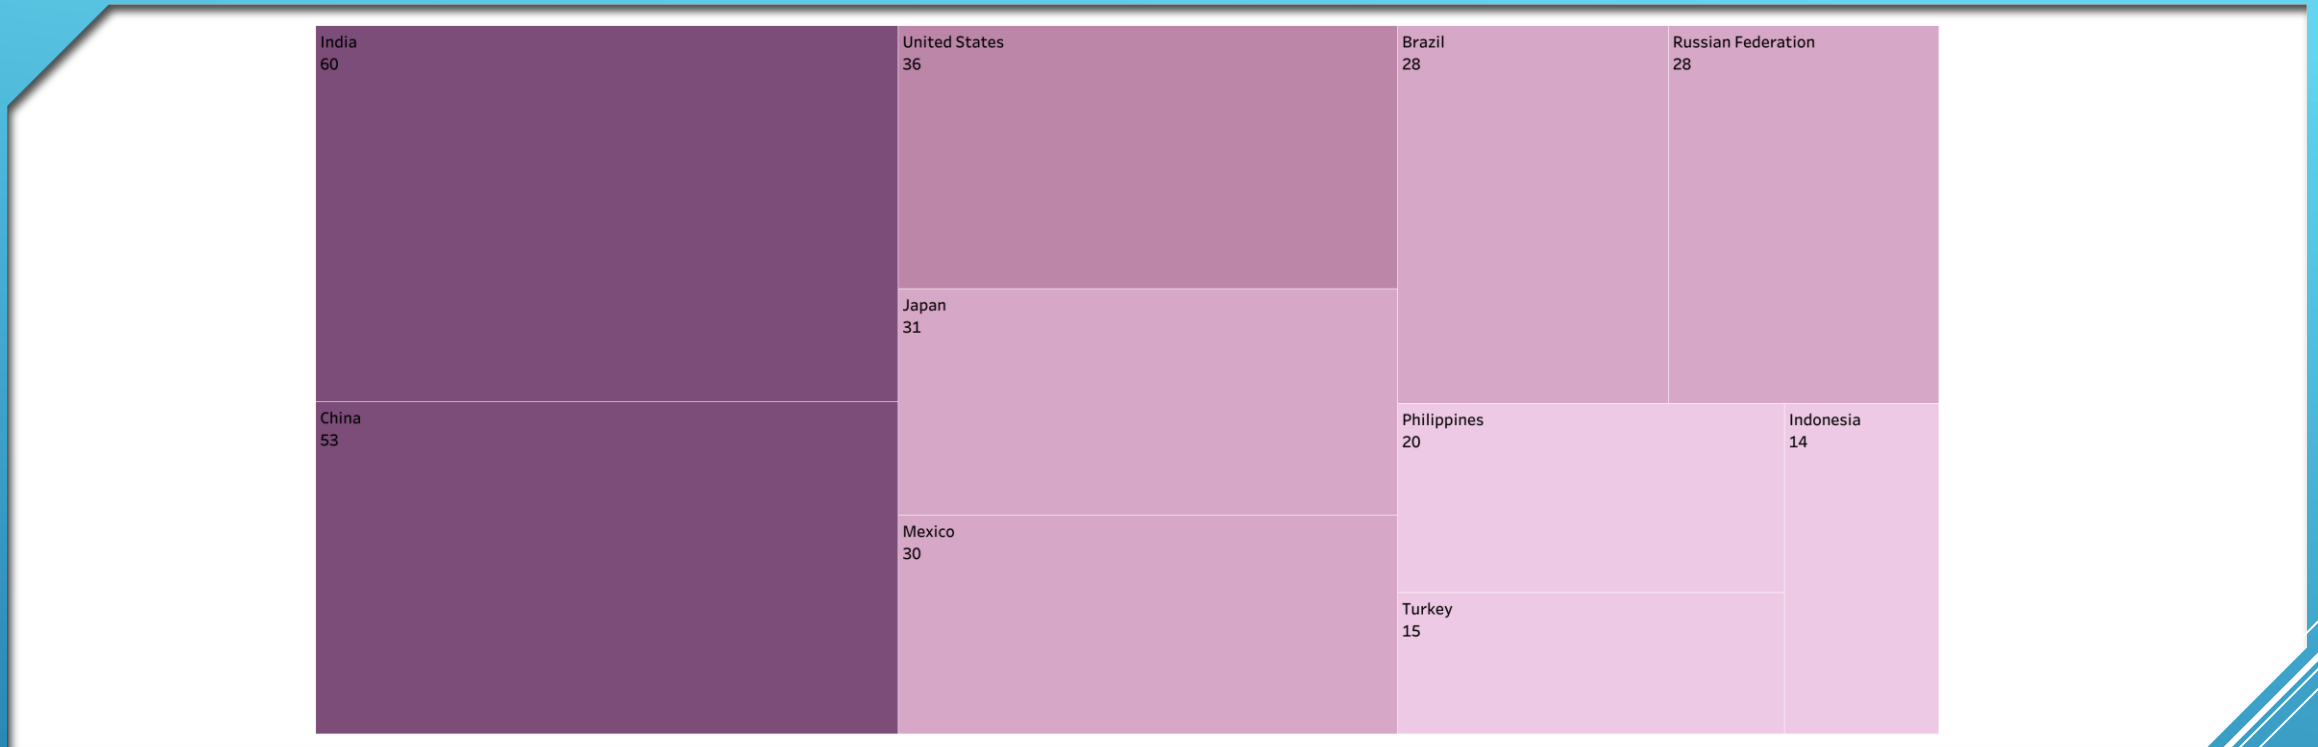 India
60
China
53
United States
36
Japan
31
Mexico
30
Brazil
28
Russian Federation
28
Philippines
20
Turkey
15
Indonesia
14